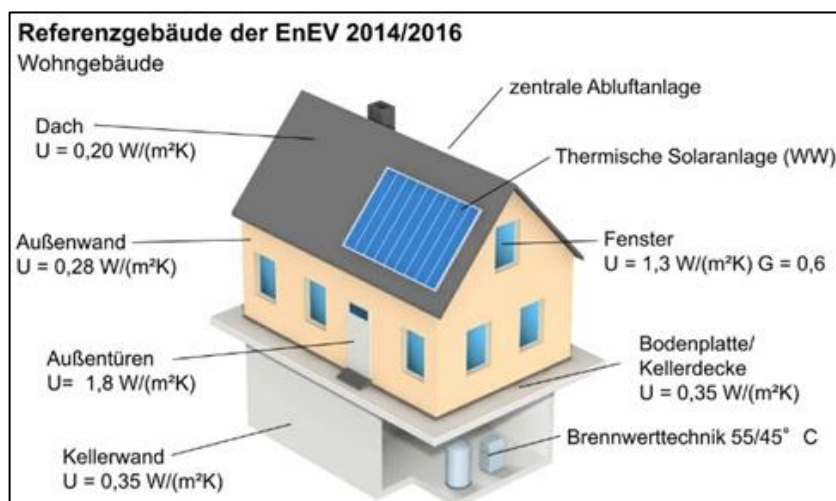 Referenzgebäude der EnEV 2014/2016
Wohngebäude
zentrale Abluftanlage
Dach
U = 0,20 W/(m²K)
Thermische Solaranlage (WW)
Außenwand
U = 0,28 W/(m²K)
Fenster
U = 1,3 W/(m²K) G = 0,6
Außentüren
U= 1,8 W/(m²K)
Bodenplatte/
Kellerdecke
U = 0,35 W/(m²K)
Brennwerttechnik 55/45° C
Kellerwand
U = 0,35 W/(m²K)